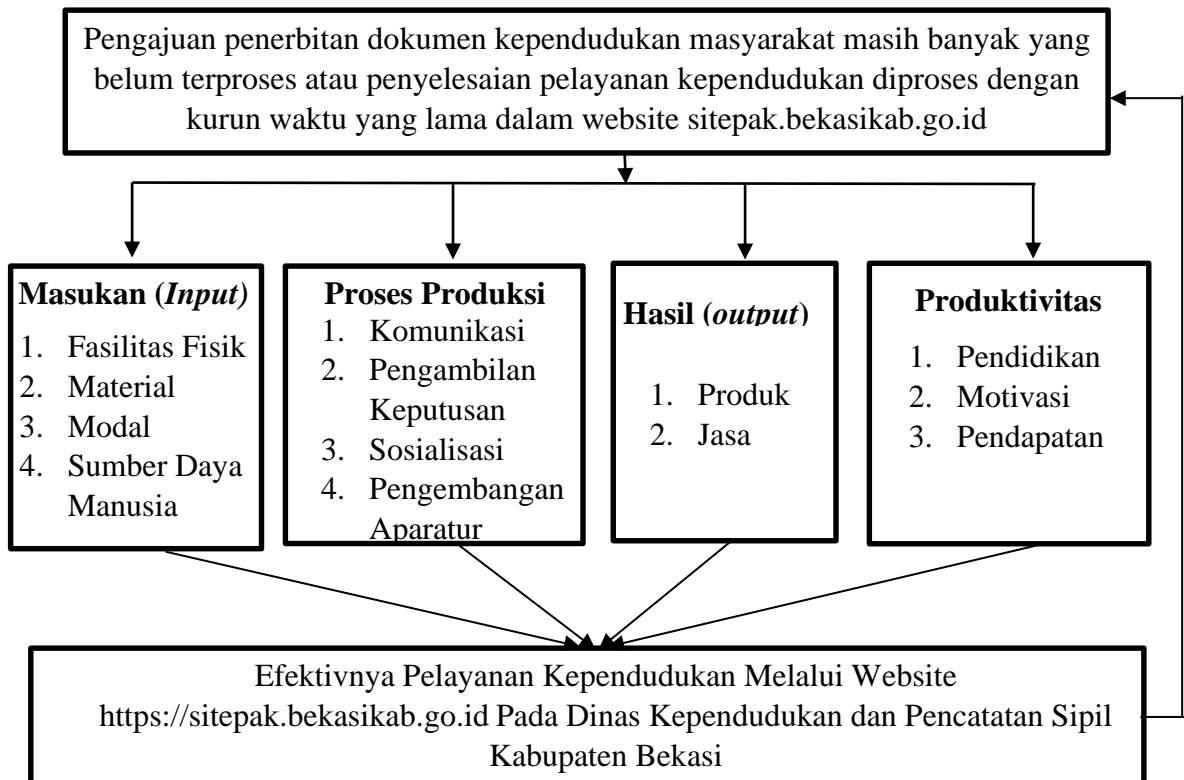 Pengajuan penerbitan dokumen kependudukan masyarakat masih banyak yang
belum terproses atau penyelesaian pelayanan kependudukan diproses dengan
kurun waktu yang lama dalam website sitepak.bekasikab.go.id
Masukan (Input)
1. Fasilitas Fisik
2. Material
3. Modal
4. Sumber Daya
Manusia
Proses Produksi
1. Komunikasi
2. Pengambilan
Keputusan
3. Sosialisasi
4. Pengembangan
Aparatur
Hasil (output)
1. Produk
2. Jasa
Produktivitas
1. Pendidikan
2. Motivasi
3. Pendapatan
Efektivnya Pelayanan Kependudukan Melalui Website
https://sitepak.bekasikab.go.id Pada Dinas Kependudukan dan Pencatatan Sipil
Kabupaten Bekasi